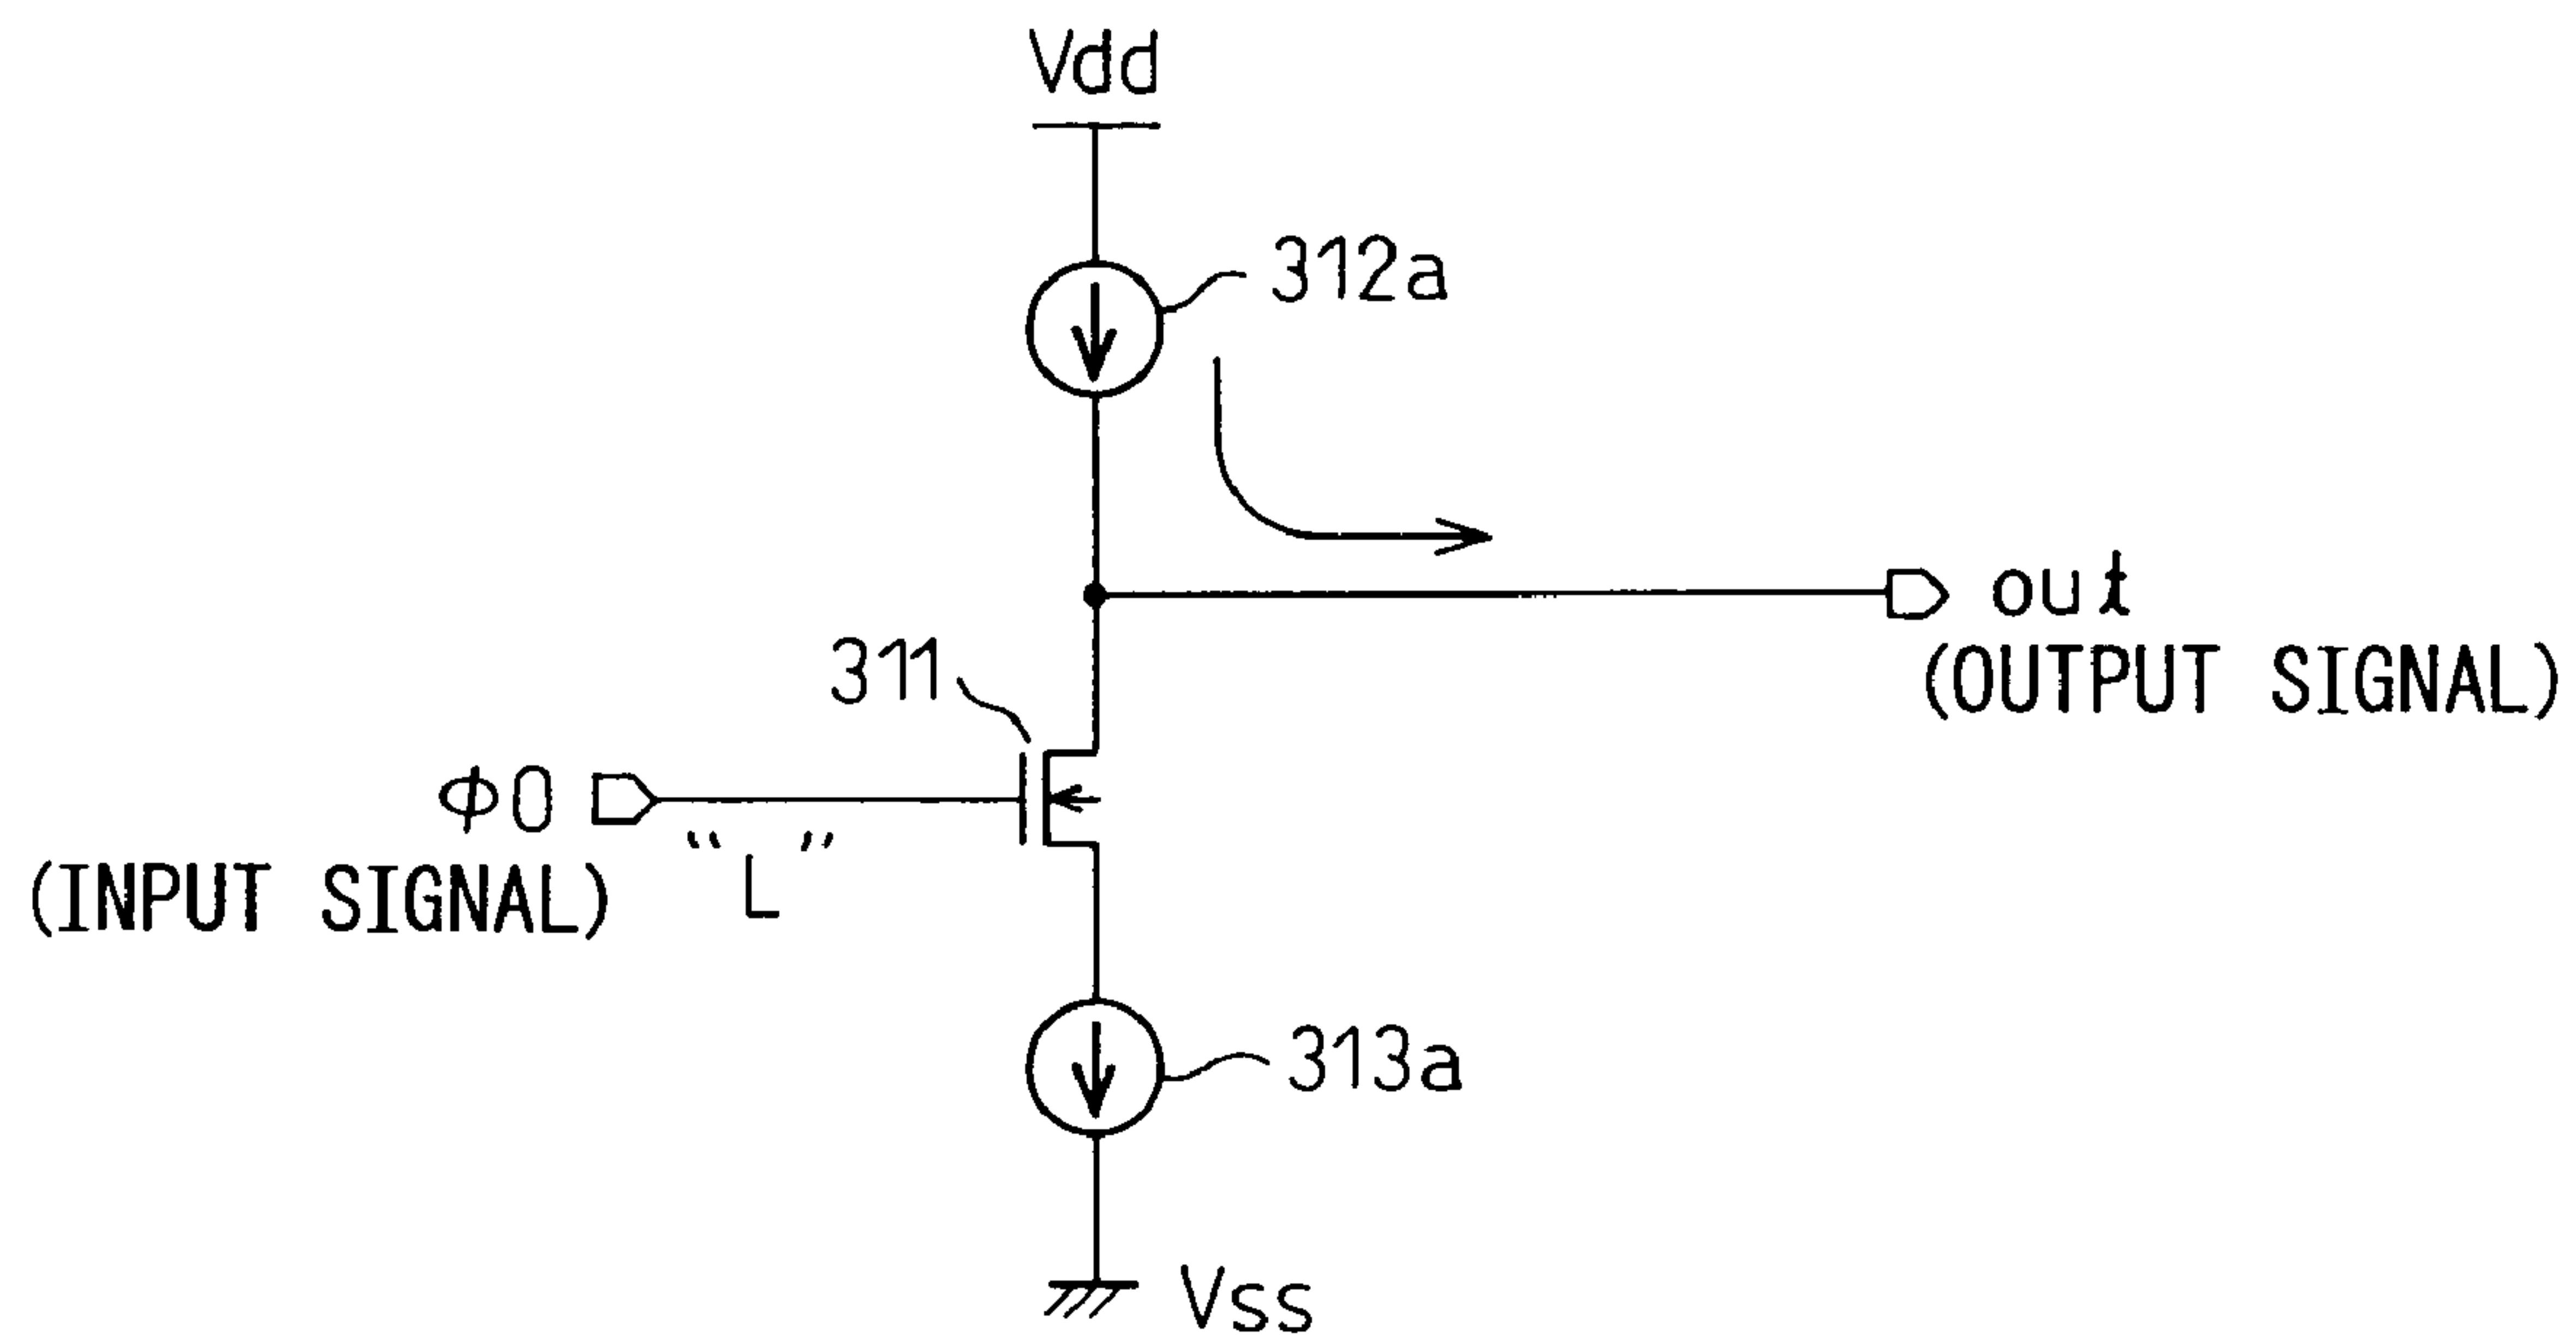 Vdd
312a
out
(OUTPUT SIGNAL)
311
ϕ0
(INPUT SIGNAL)
“L”
313a
Vss